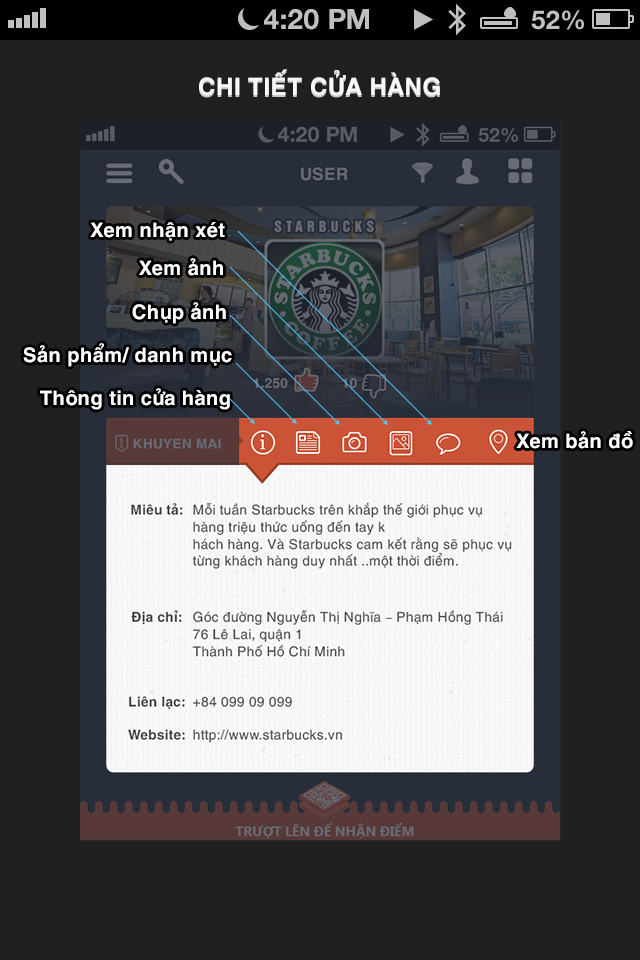 4:20 PM
52%
CHI TIẾT CỬA HÀNG
4:20 PM
52%
USER
STARBUCKS
STARBUCKS
COFFEE
Xem nhận xét
Xem ảnh
Chụp ảnh
Sản phẩm/ danh mục
1,250
10
Thông tin cửa hàng
KHUYEN MAI
Xem bản đồ
Miêu tả: Mỗi tuần Starbucks trên khắp thế giới phục vụ
hàng triệu thức uống đến tay k
hách hàng. Và Starbucks cam kết rằng sẽ phục vụ
từng khách hàng duy nhất ..một thời điểm.
Địa chỉ: Góc đường Nguyễn Thị Nghĩa – Phạm Hồng Thái
76 Lê Lai, quận 1
Thành Phố Hồ Chí Minh
Liên lạc: +84 099 09 099
Website: http://www.starbucks.vn
TRƯỢT LÊN ĐỂ NHẬN ĐIỂM